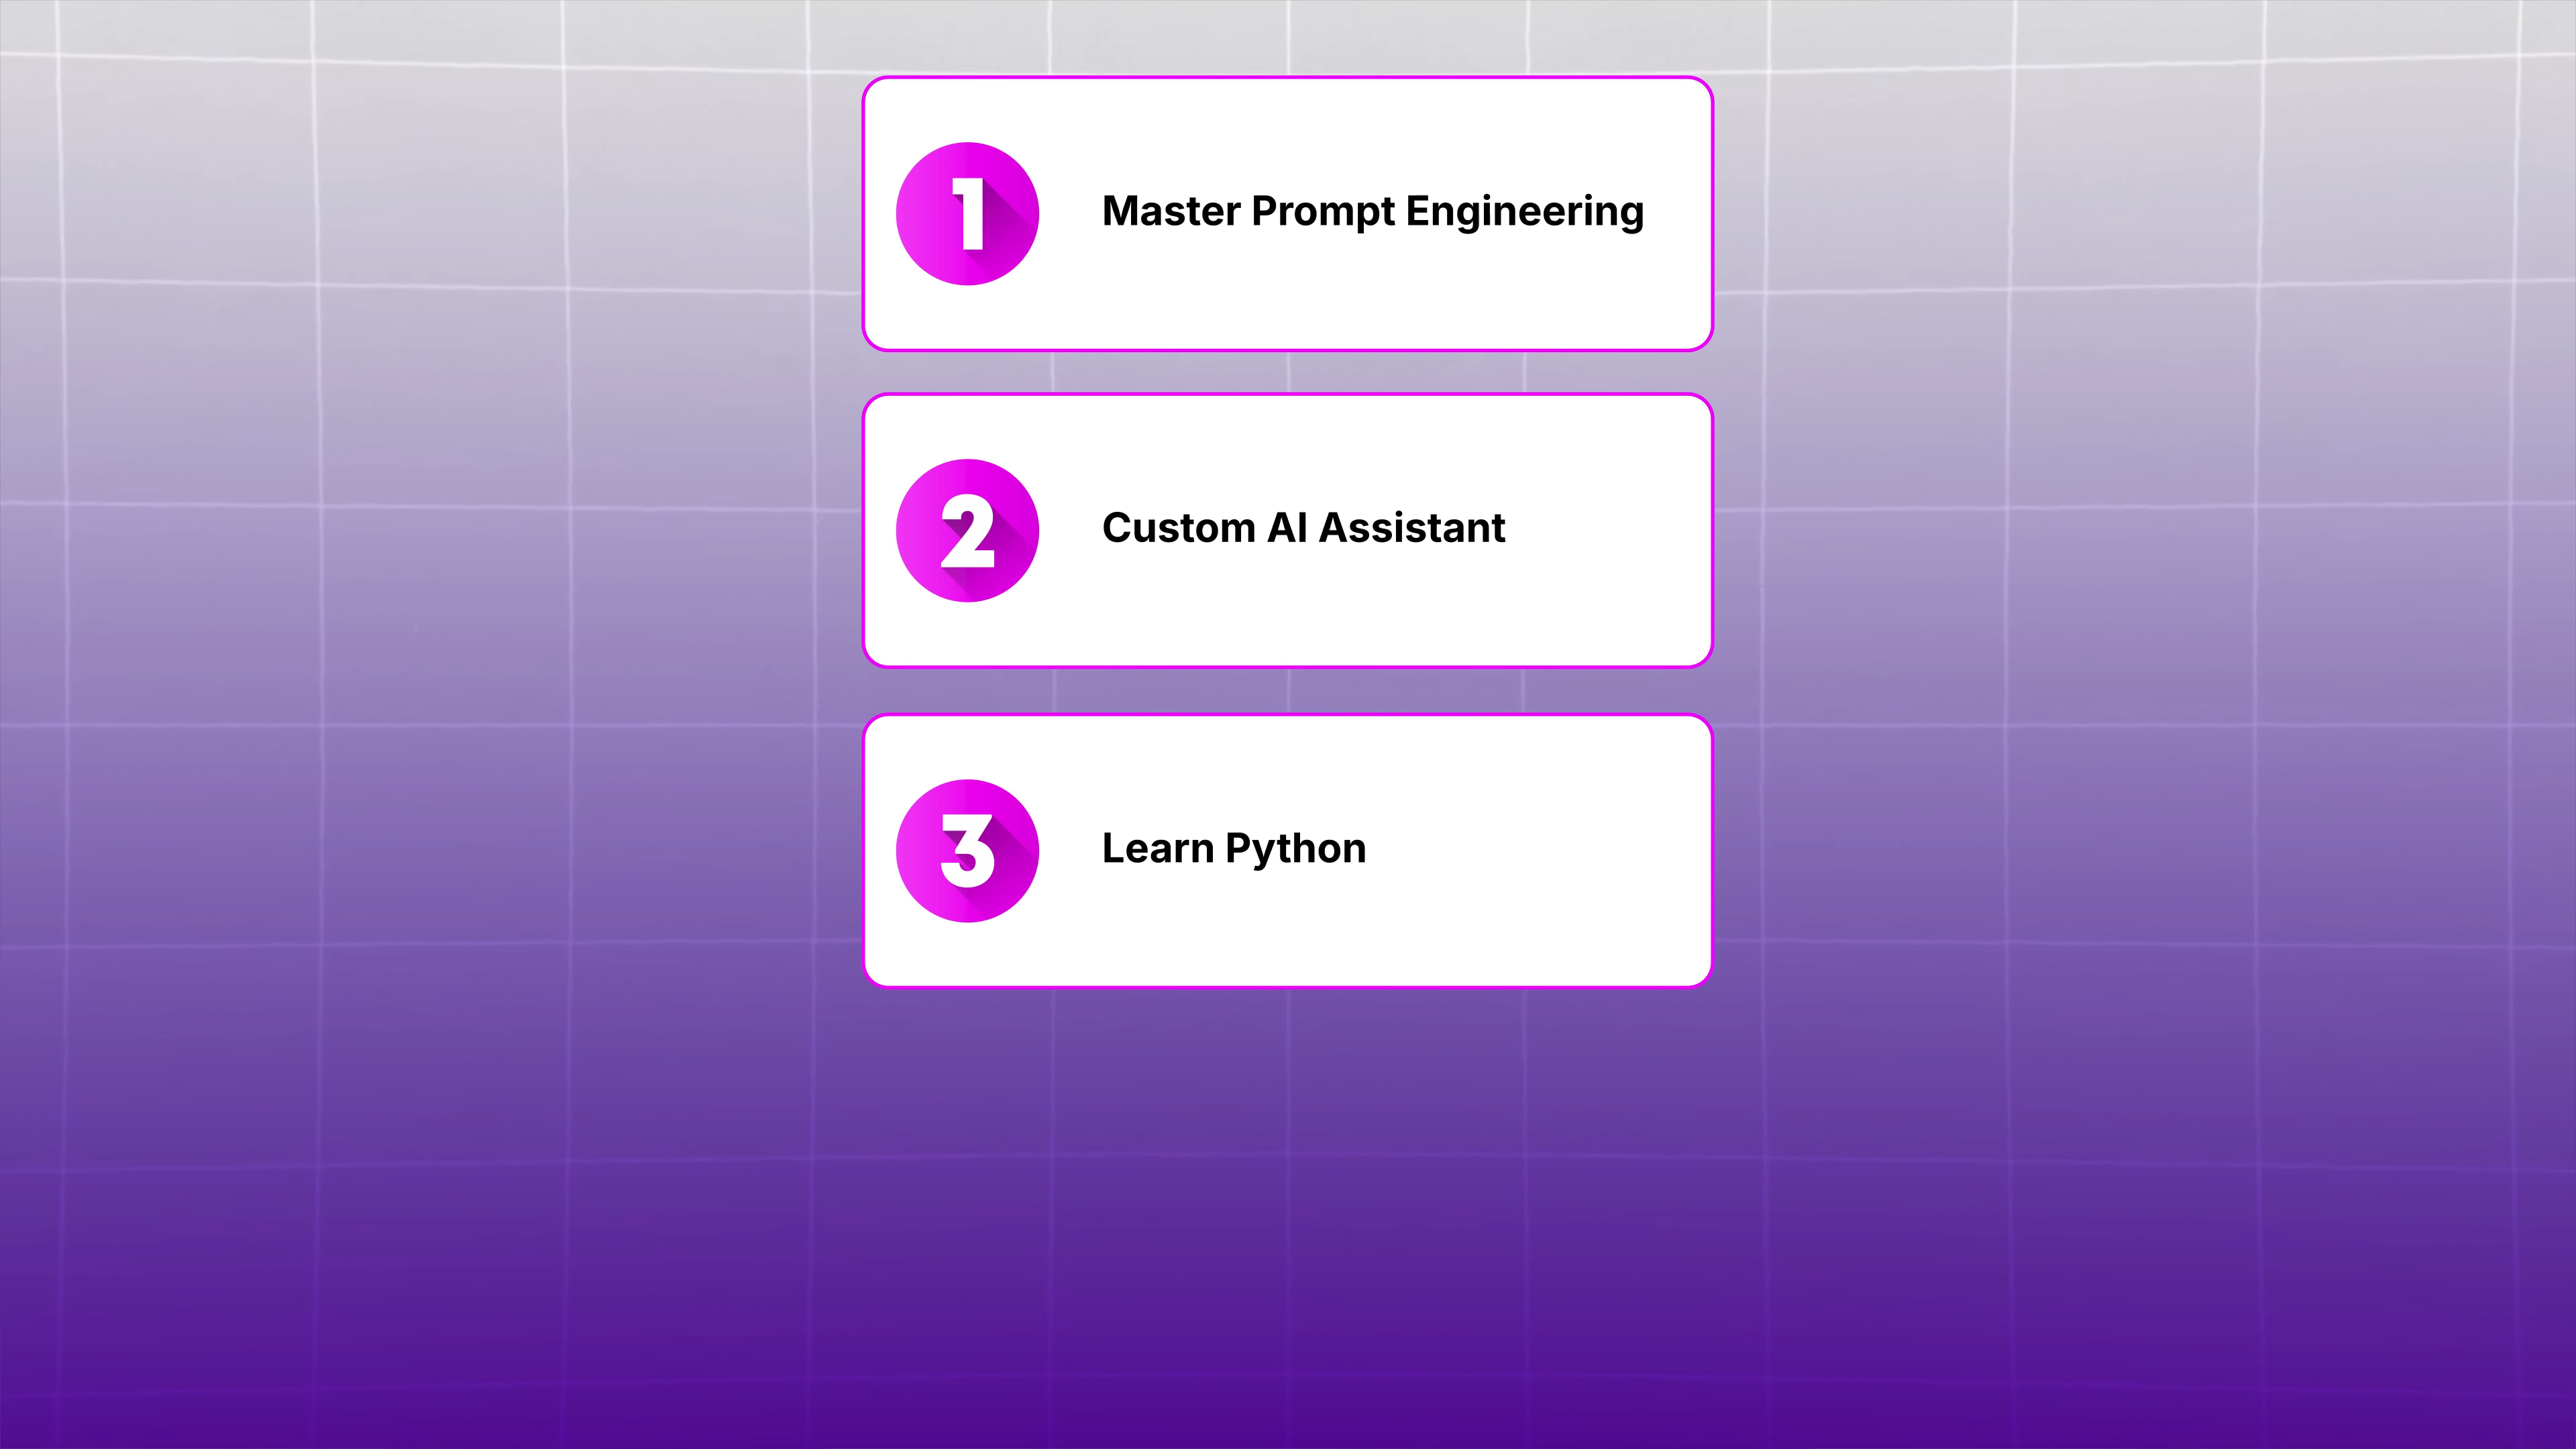 1
Master Prompt Engineering
2
Custom AI Assistant
3
Learn Python